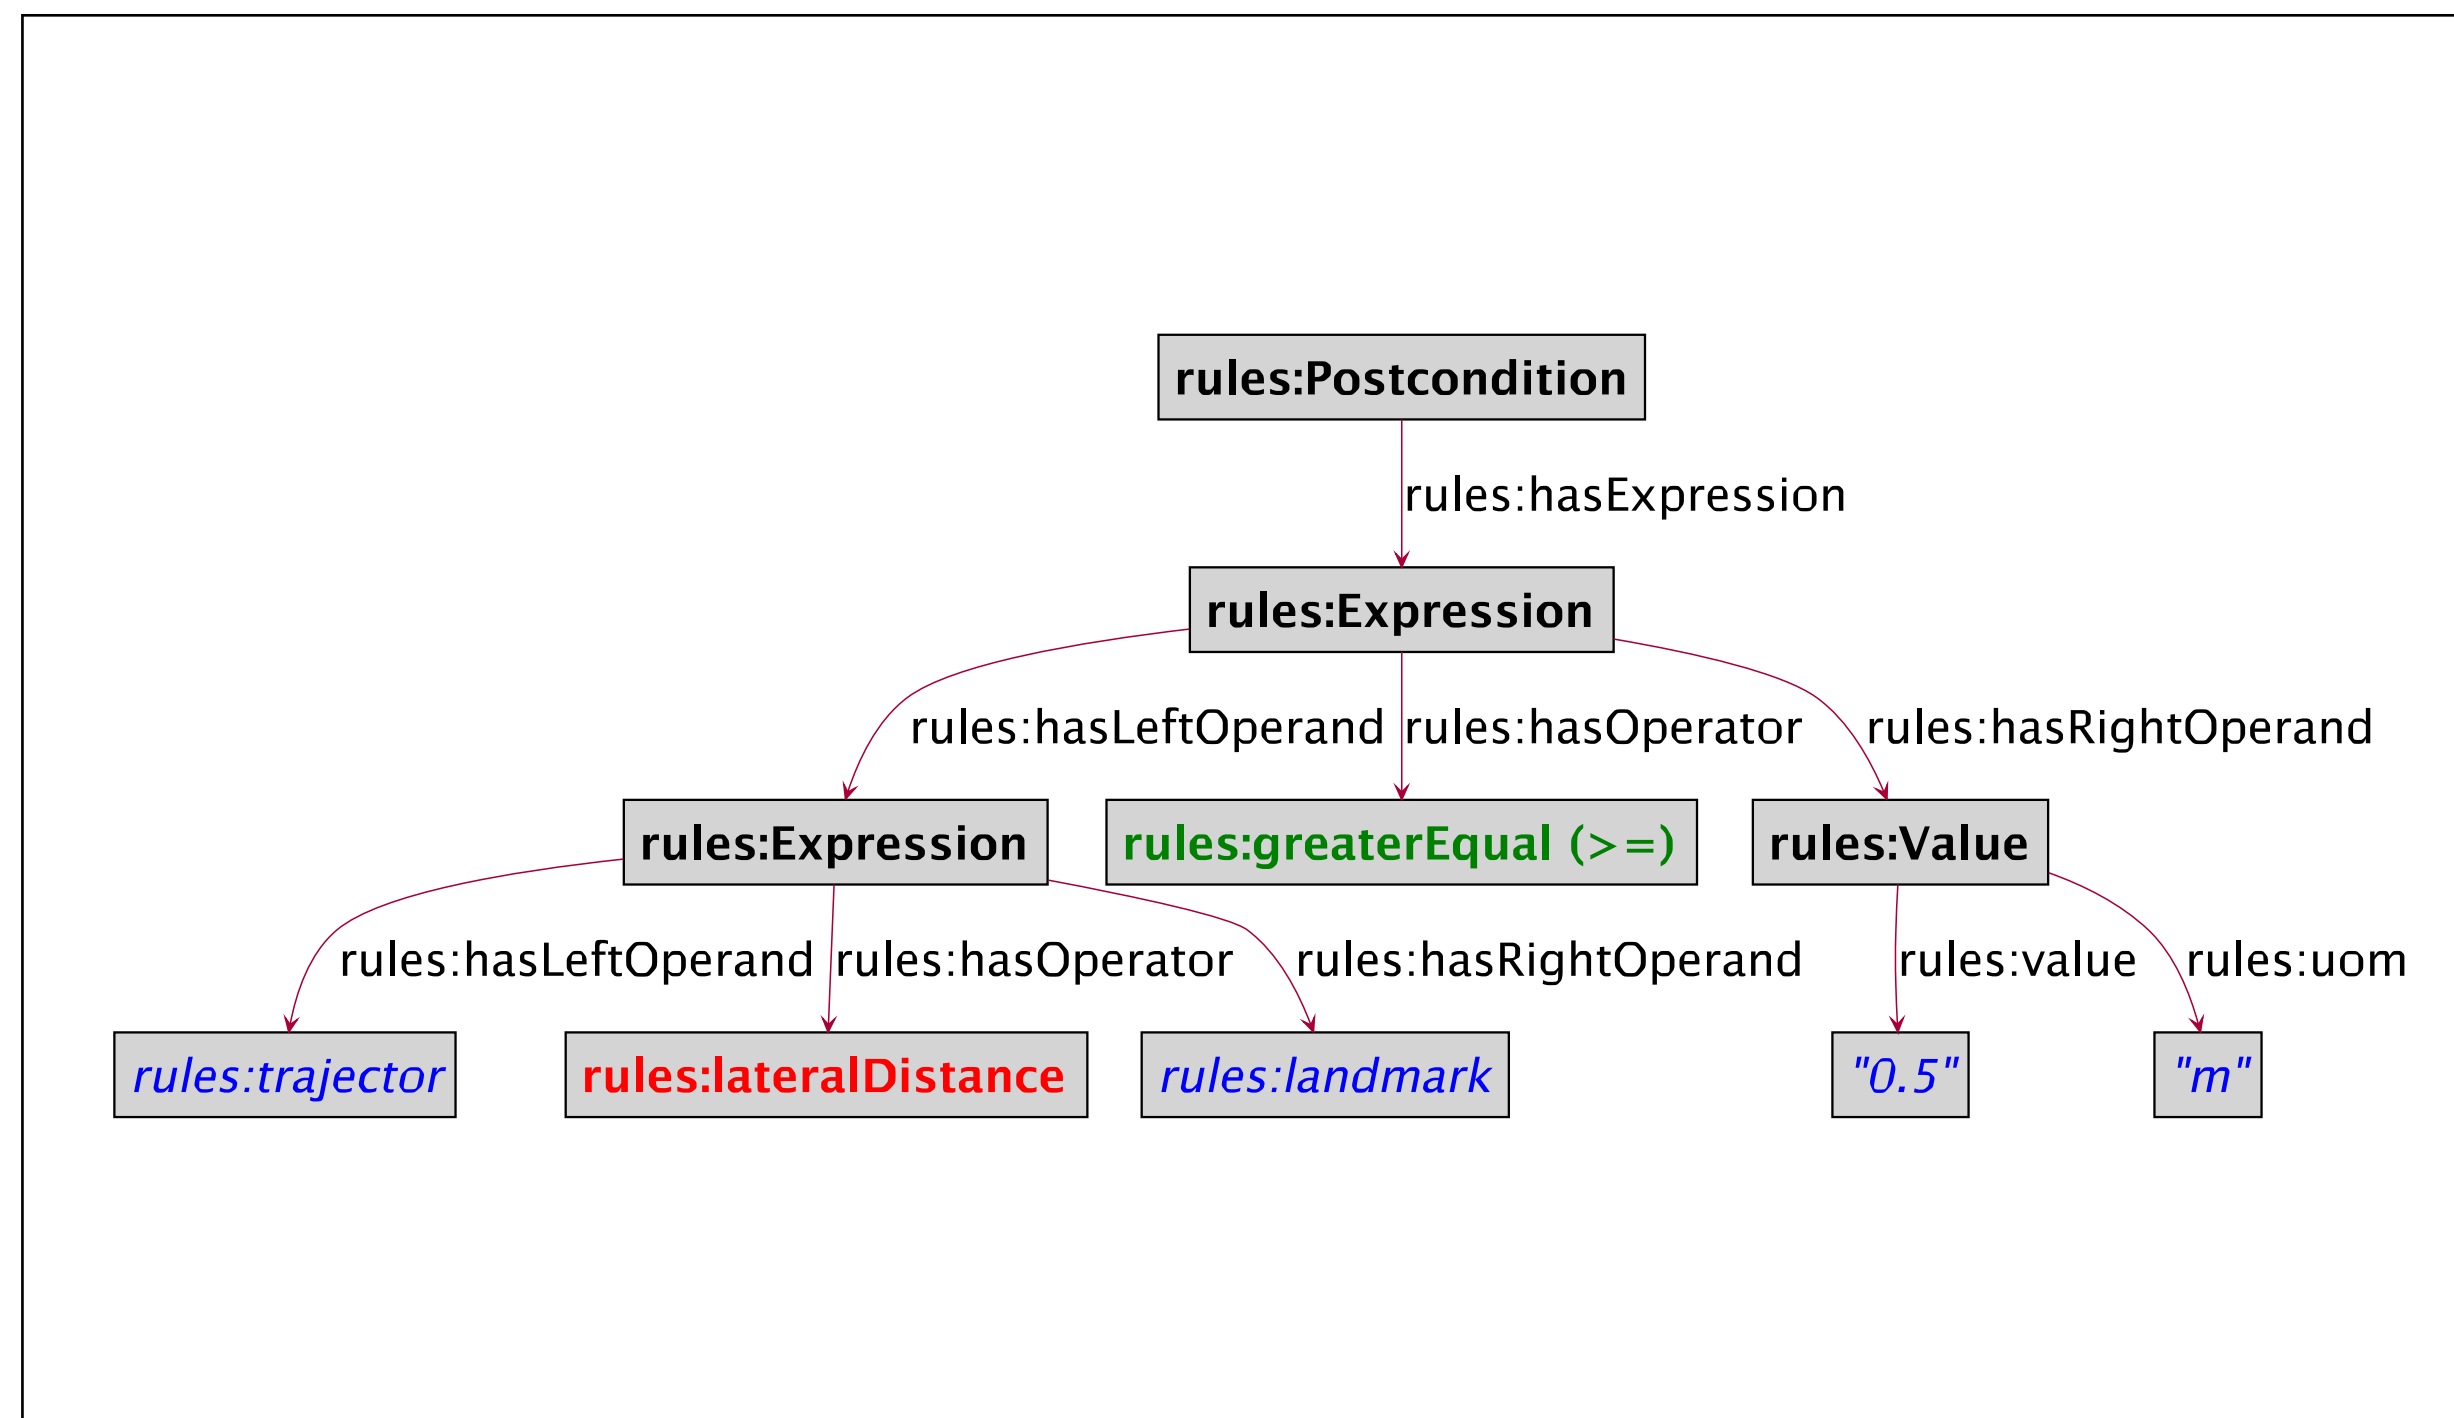 rules:Postcondition
rules:hasExpression
rules:Expression
rules:hasLeftOperand rules:hasOperator rules:hasRightOperand
rules:Expression rules:greaterEqual (>=) rules:Value
rules:hasLeftOperand rules:hasOperator rules:hasRightOperand rules:value rules:uom
rules:trajector rules:lateralDistance rules:landmark "0.5" "m"